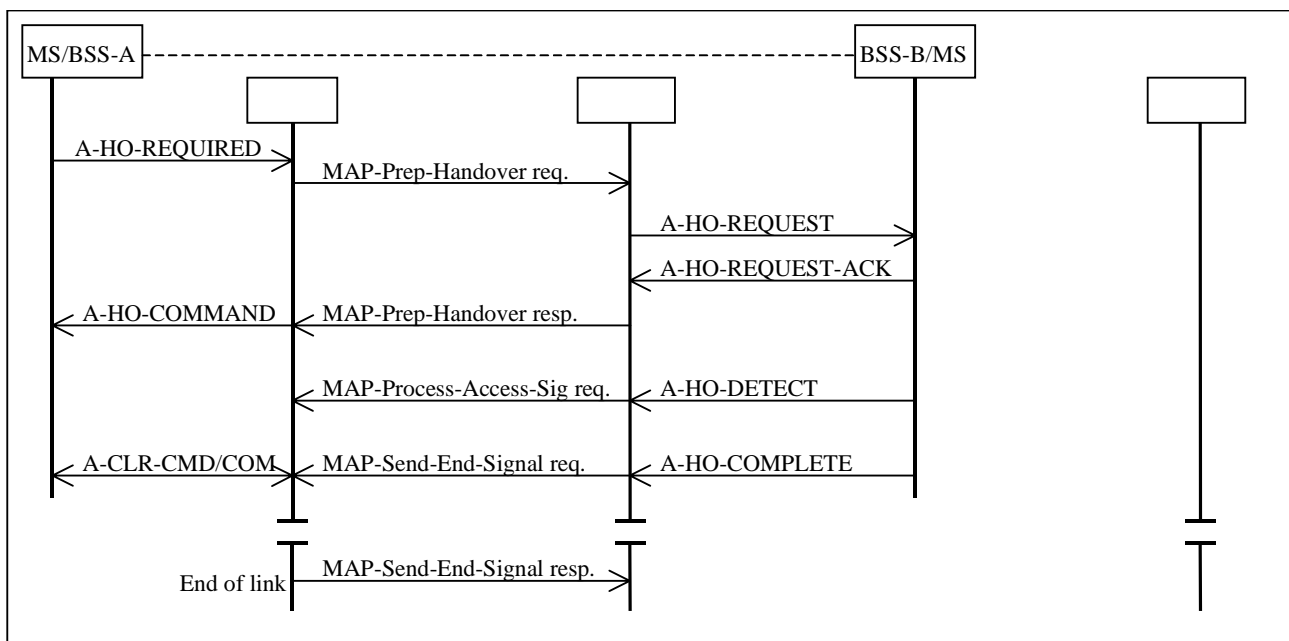 MS/BSS-A
BSS-B/MS
A-HO-REQUIRED
MAP-Prep-Handover req.
A-HO-REQUEST
A-HO-REQUEST-ACK
A-HO-COMMAND
MAP-Prep-Handover resp.
MAP-Process-Access-Sig req.
A-HO-DETECT
A-CLR-CMD/COM
MAP-Send-End-Signal req.
A-HO-COMPLETE
End of link
MAP-Send-End-Signal resp.